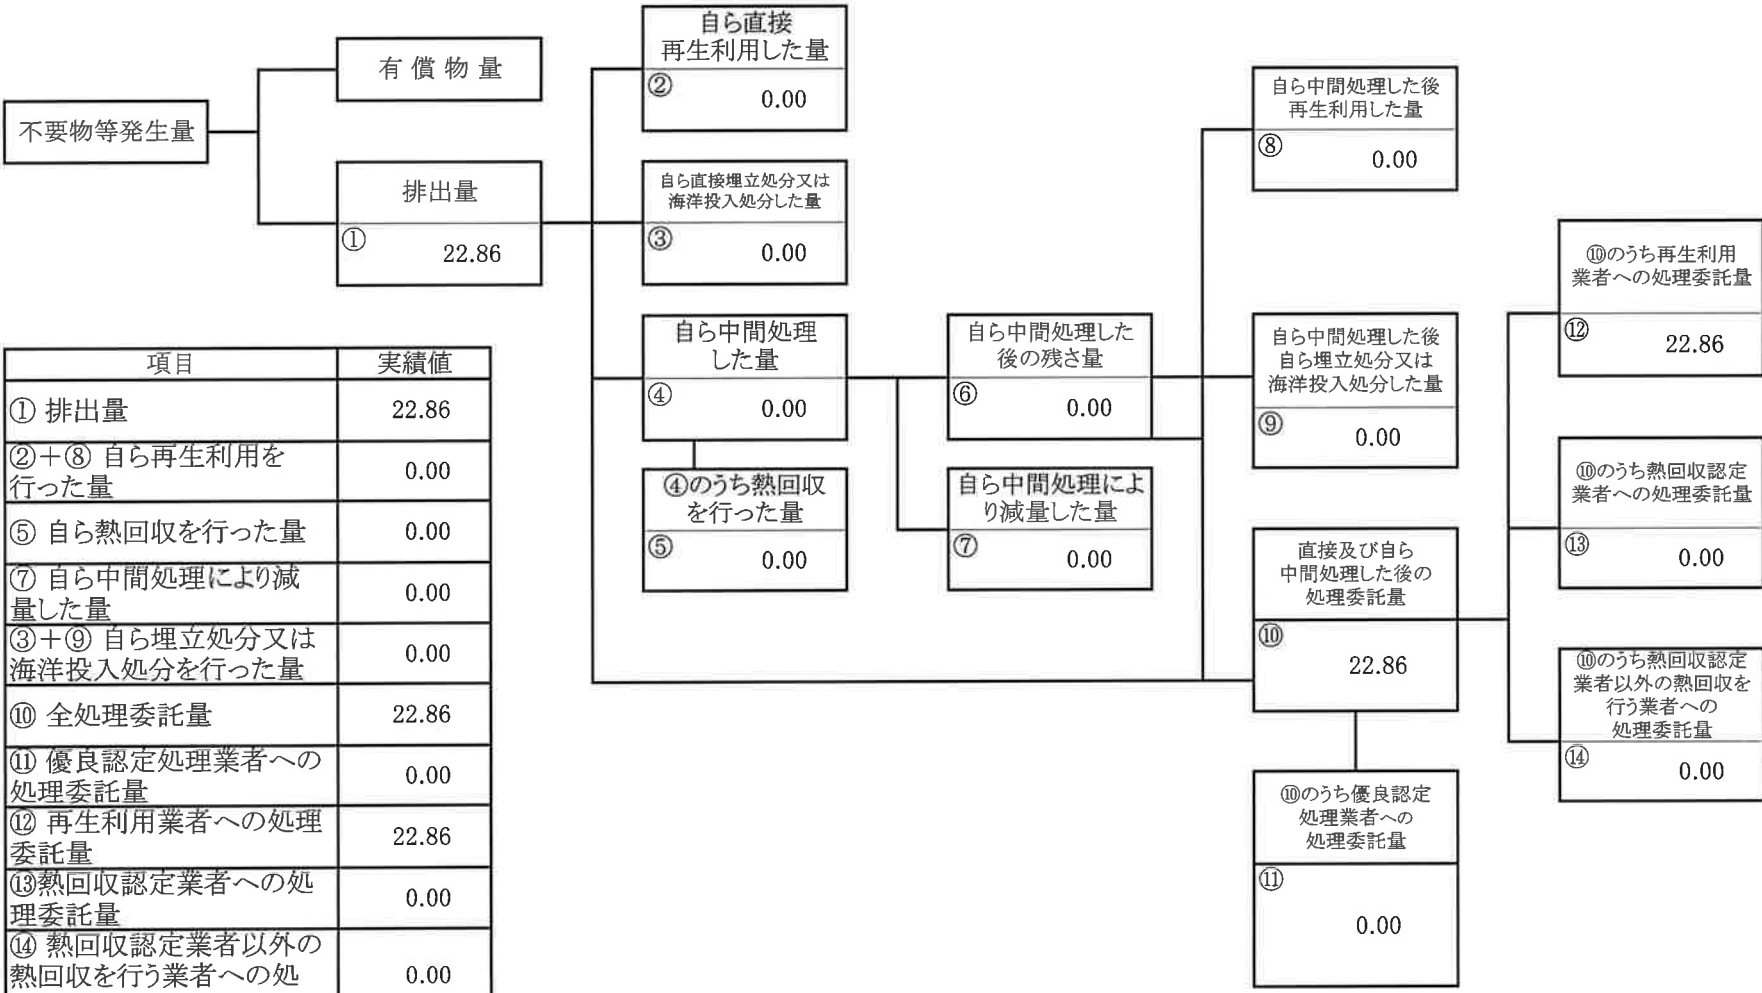 不要物等発生量
有償物量
排出量
①
22.86
自ら直接
再生利用した量
②
0.00
自ら直接埋立処分又は
海洋投入処分した量
③
0.00
自ら中間処理
した量
④
0.00
④のうち熱回収
を行った量
⑤
0.00
自ら中間処理した
後の残さ量
⑥
0.00
自ら中間処理によ
り減量した量
⑦
0.00
自ら中間処理した後
再生利用した量
⑧
0.00
自ら中間処理した後
自ら埋立処分又は
海洋投入処分した量
⑨
0.00
直接及び自ら
中間処理した後の
処理委託量
⑩
22.86
⑩のうち優良認定
処理業者への
処理委託量
⑪
0.00
⑩のうち再生利用
業者への処理委託量
⑫
22.86
⑩のうち熱回収認定
業者への処理委託量
⑬
0.00
⑩のうち熱回収認定
業者以外の熱回収を
行う業者への
処理委託量
⑭
0.00
項目 実績値
① 排出量 22.86
②+⑧ 自ら再生利用を
行った量 0.00
⑤ 自ら熱回収を行った量 0.00
⑦ 自ら中間処理により減
量した量 0.00
③+⑨ 自ら埋立処分又は
海洋投入処分を行った量 0.00
⑩ 全処理委託量 22.86
⑪ 優良認定処理業者への
処理委託量 0.00
⑫ 再生利用業者への処理
委託量 22.86
⑬熱回収認定業者への処
理委託量 0.00
⑭ 熱回収認定業者以外の
熱回収を行う業者への処 0.00